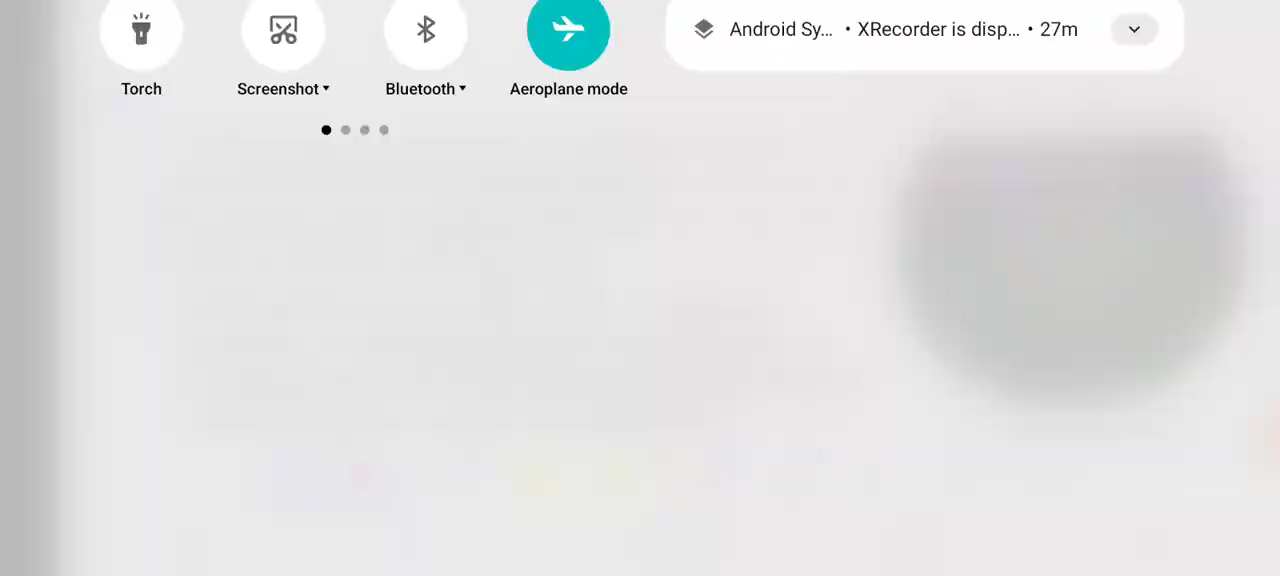 Android Sy... • XRecorder is disp... • 27m
Torch
Screenshot
Bluetooth
Aeroplane mode